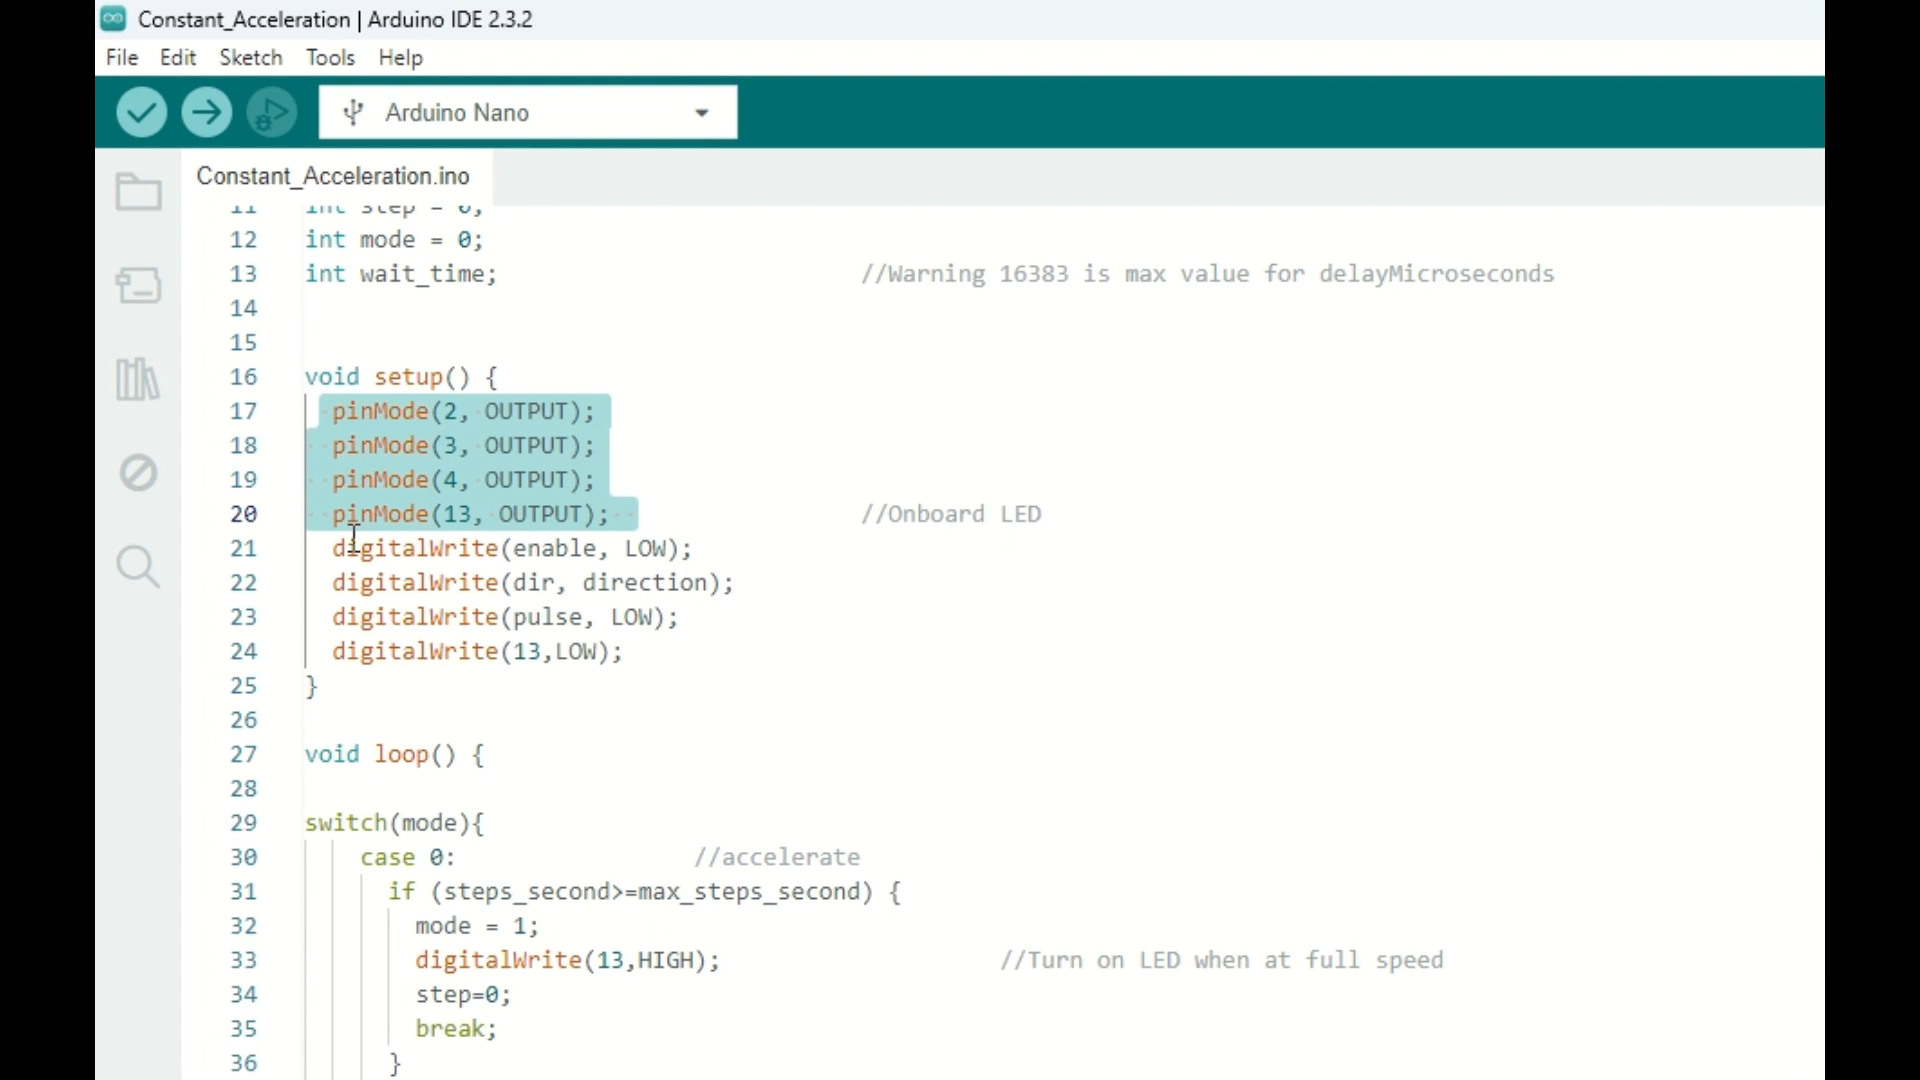 Constant_Acceleration | Arduino IDE 2.3.2
File Edit Sketch Tools Help
Arduino Nano
Constant_Acceleration.ino
11 int step = 0;
12 int mode = 0;
13 int wait_time; //Warning 16383 is max value for delayMicroseconds
14
15
16 void setup() {
17 pinMode(2, OUTPUT);
18 pinMode(3, OUTPUT);
19 pinMode(4, OUTPUT);
20 pinMode(13, OUTPUT); //Onboard LED
21 digitalWrite(enable, LOW);
22 digitalWrite(dir, direction);
23 digitalWrite(pulse, LOW);
24 digitalWrite(13,LOW);
25 }
26
27 void loop() {
28
29 switch(mode){
30 case 0: //accelerate
31 if (steps_second>=max_steps_second) {
32 mode = 1;
33 digitalWrite(13,HIGH); //Turn on LED when at full speed
34 step=0;
35 break;
36 }